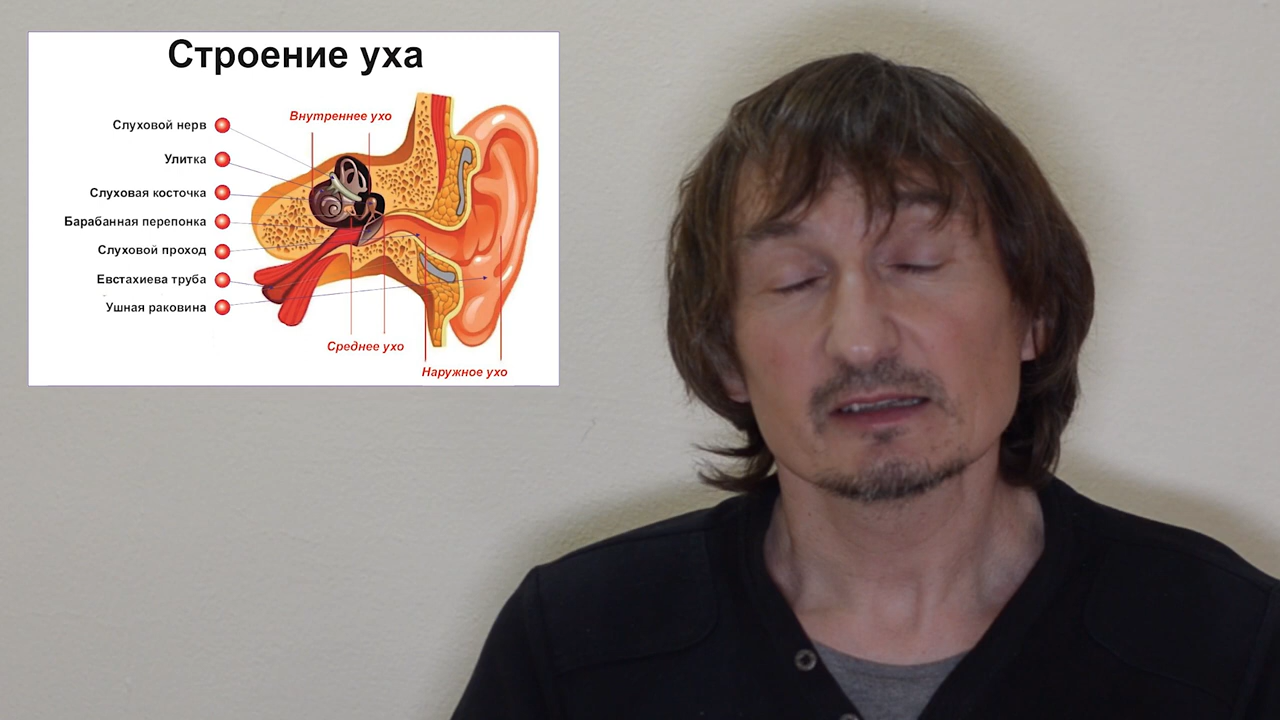 Строение уха
Внутреннее ухо
Слуховой нерв
Улитка
Слуховая косточка
Барабанная перепонка
Слуховой проход
Евстахиева труба
Ушная раковина
Среднее ухо
Наружное ухо